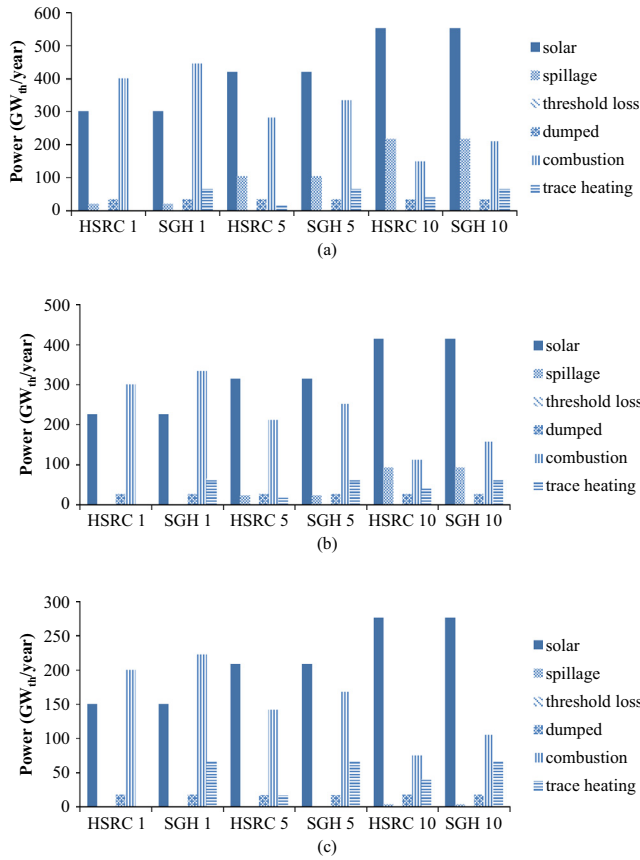 600
500
400
300
200
100
0
Power (GWth/year)
HSRC 1 SGH 1 HSRC 5 SGH 5 HSRC 10 SGH 10
solar
spillage
threshold loss
dumped
combustion
trace heating
(a)
500
400
300
200
100
0
Power (GWth/year)
HSRC 1 SGH 1 HSRC 5 SGH 5 HSRC 10 SGH 10
solar
spillage
threshold loss
dumped
combustion
trace heating
(b)
300
250
200
150
100
50
0
Power (GWth/year)
HSRC 1 SGH 1 HSRC 5 SGH 5 HSRC 10 SGH 10
solar
spillage
threshold loss
dumped
combustion
trace heating
(c)